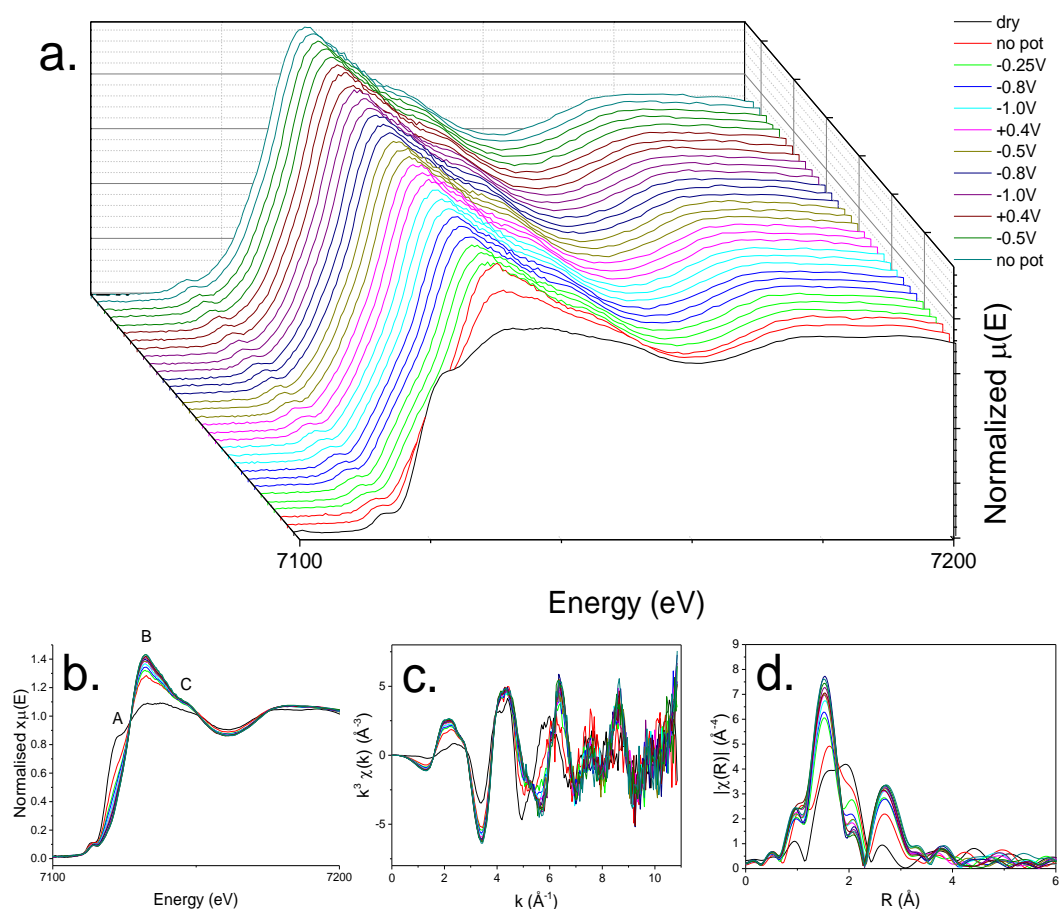 a.
dry
no pot
-0.25V
-0.8V
-1.0V
+0.4V
-0.5V
-0.8V
-1.0V
+0.4V
-0.5V
no pot
Normalized μ(E)
7100
7200
Energy (eV)
b.
A
B
C
Normalised xμ(E)
1.4
1.2
1.0
0.8
0.6
0.4
0.2
0.0
7100
7200
Energy (eV)
c.
k³ χ(k) (Å⁻³)
5
0
-5
0
2
4
6
8
10
k (Å⁻¹)
d.
|χ(R)| (Å⁻⁴)
9
8
7
6
5
4
3
2
1
0
0
2
4
6
R (Å)